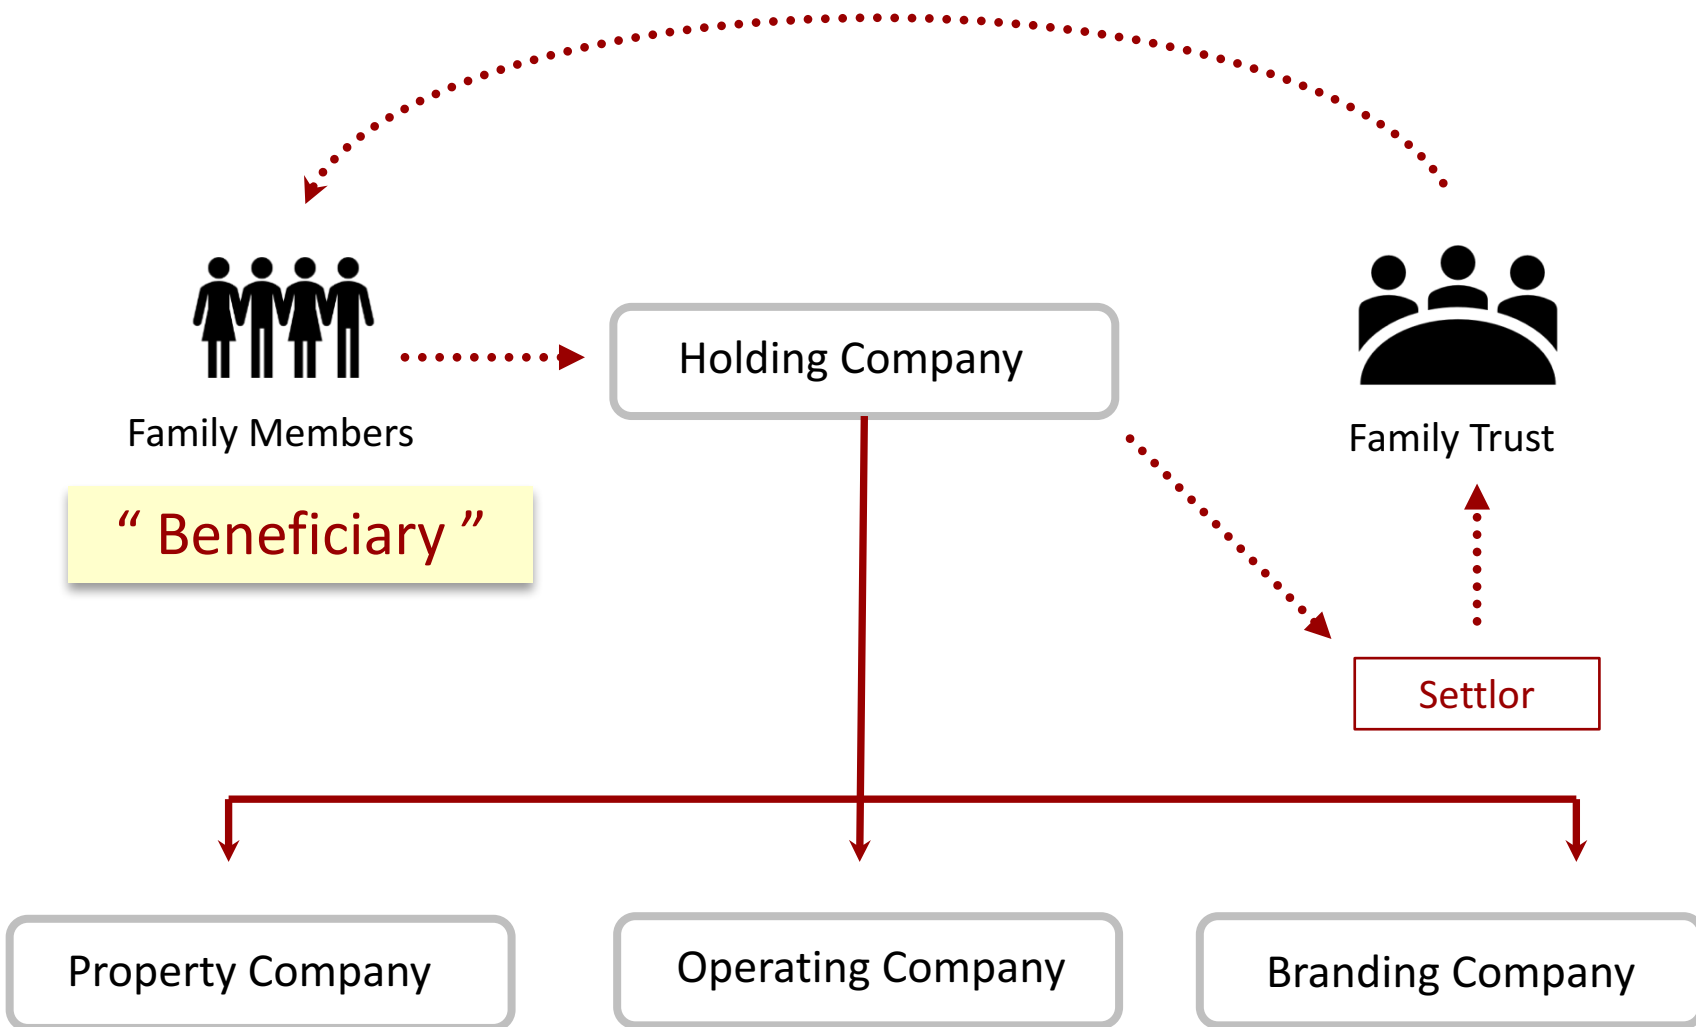 Holding Company
Family Members
Family Trust
“ Beneficiary ”
Settlor
Property Company
Operating Company
Branding Company